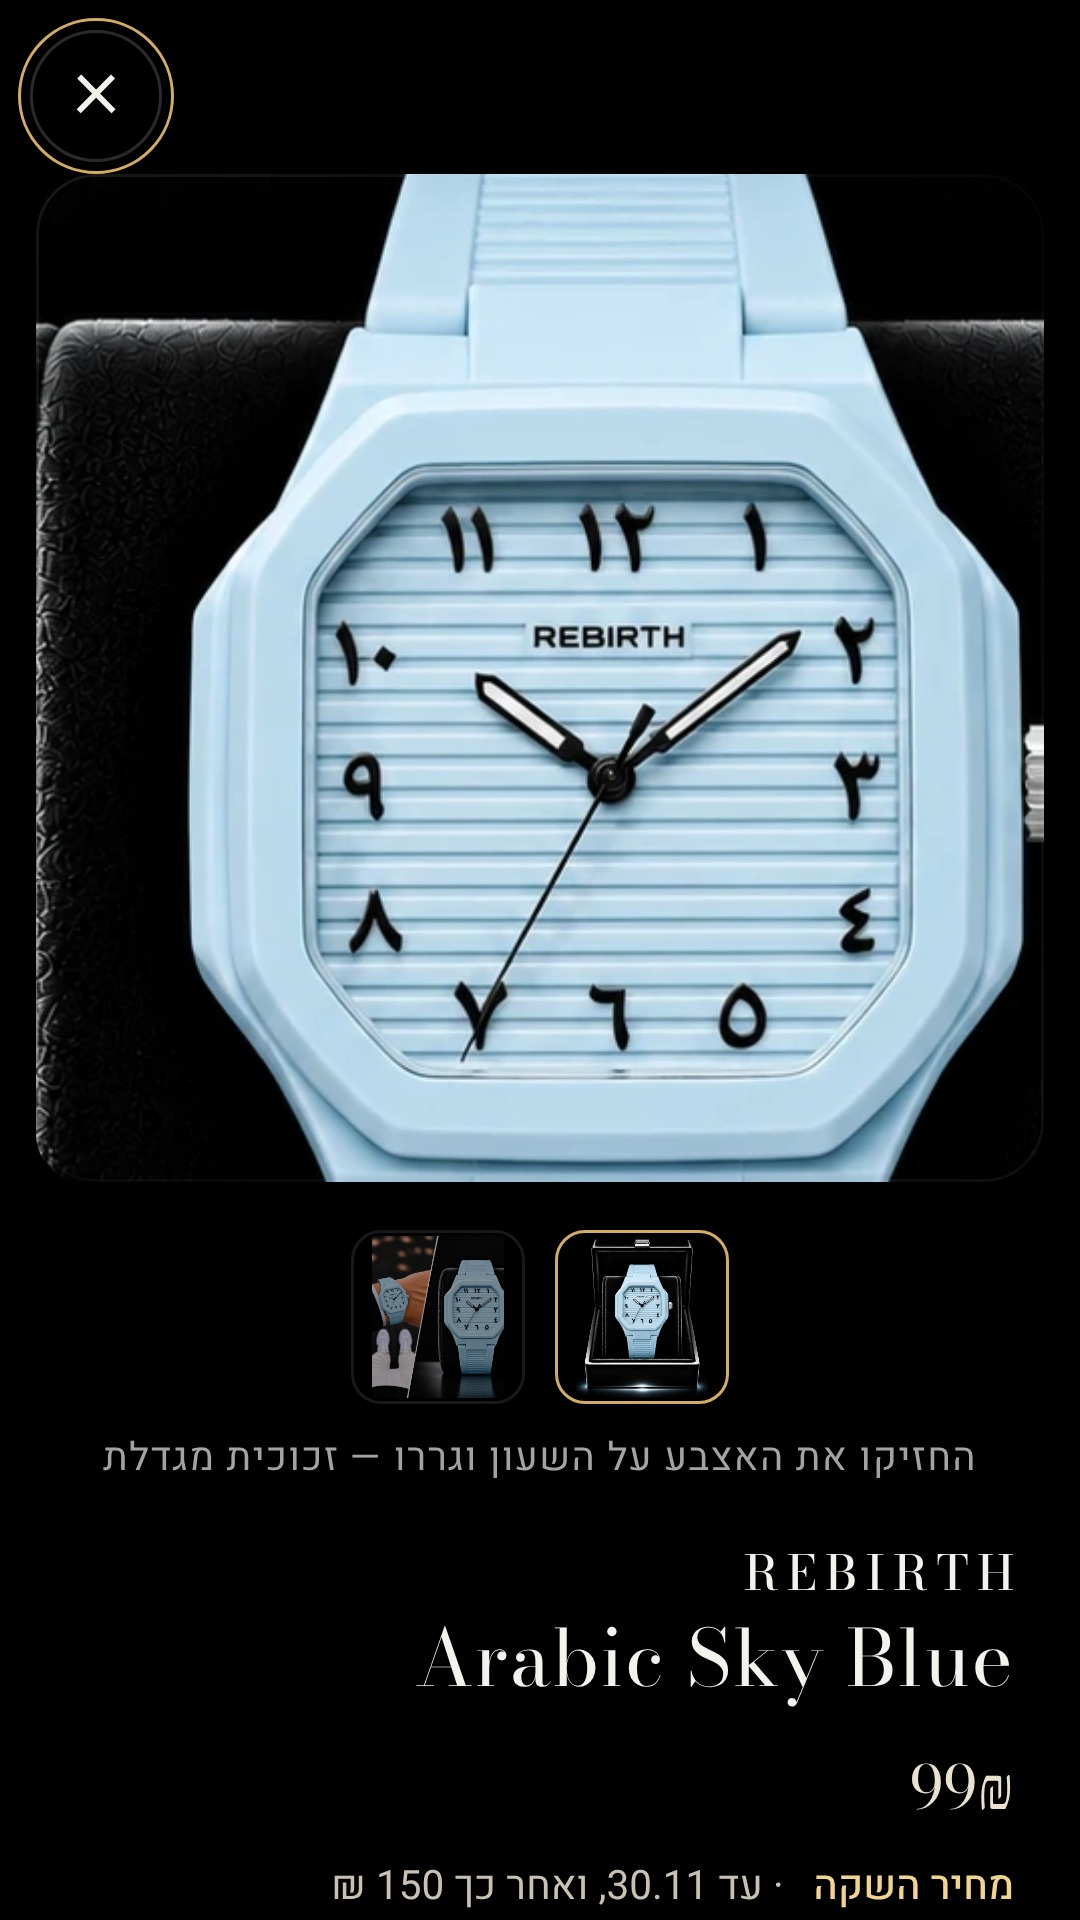 ١١ ١٢ ١
١٠ REBIRTH ٢
٩ ٣
٨ ٤
٧ ٦ ٥
החזיקו את האצבע על השעון וגררו – זכוכית מגדלת
REBIRTH
Arabic Sky Blue
99₪
מחיר השקה · עד 30.11, ואחר כך 150 ₪